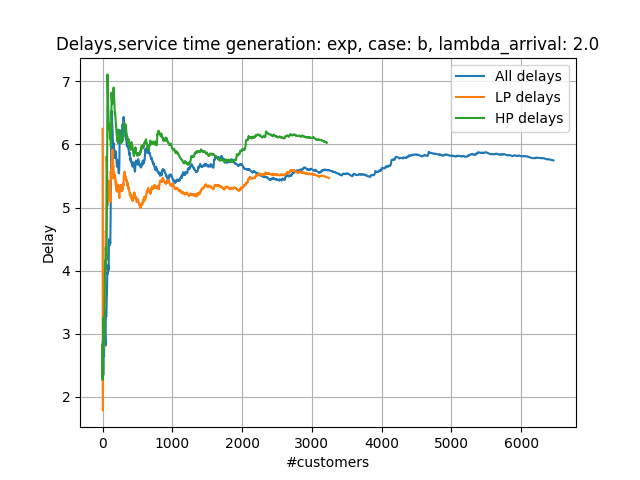 Delays,service time generation: exp, case: b, lambda_arrival: 2.0
All delays
LP delays
HP delays
7
6
5
4
3
2
Delay
0 1000 2000 3000 4000 5000 6000
#customers